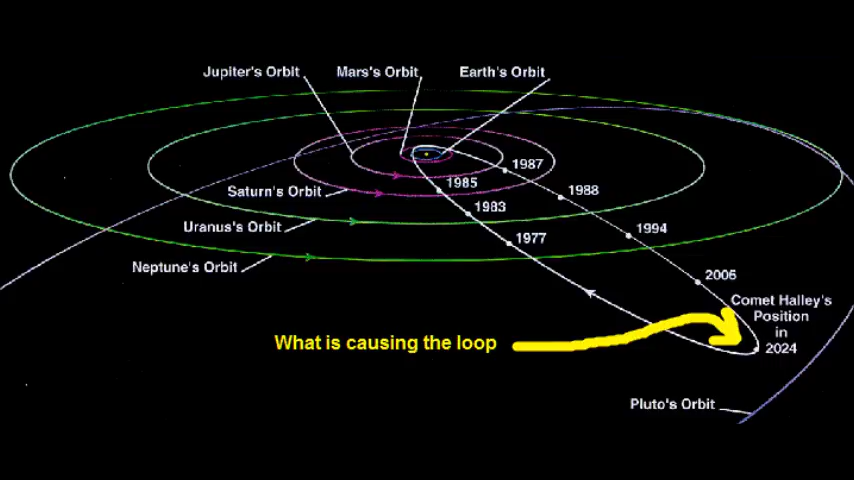 Jupiter's Orbit
Mars's Orbit
Earth's Orbit
1987
1985
1988
Saturn's Orbit
1983
Uranus's Orbit
1994
1977
Neptune's Orbit
2005
Comet Halley's
Position
in
2024
What is causing the loop
Pluto's Orbit